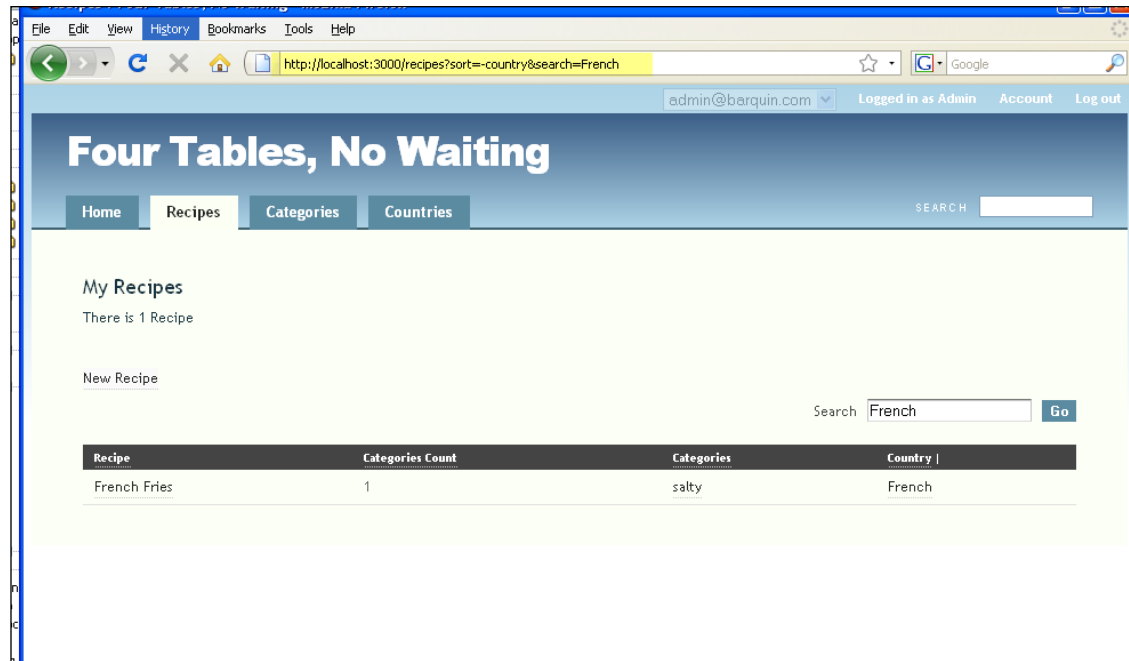 File Edit View History Bookmarks Tools Help
http://localhost:3000/recipes?sort=-country&search=French Google
admin@barquin.com Logged in as Admin Account Log out
Four Tables, No Waiting
Home Recipes Categories Countries SEARCH
My Recipes
There is 1 Recipe
New Recipe
Search French Go
Recipe Categories Count Categories Country |
French Fries 1 salty French